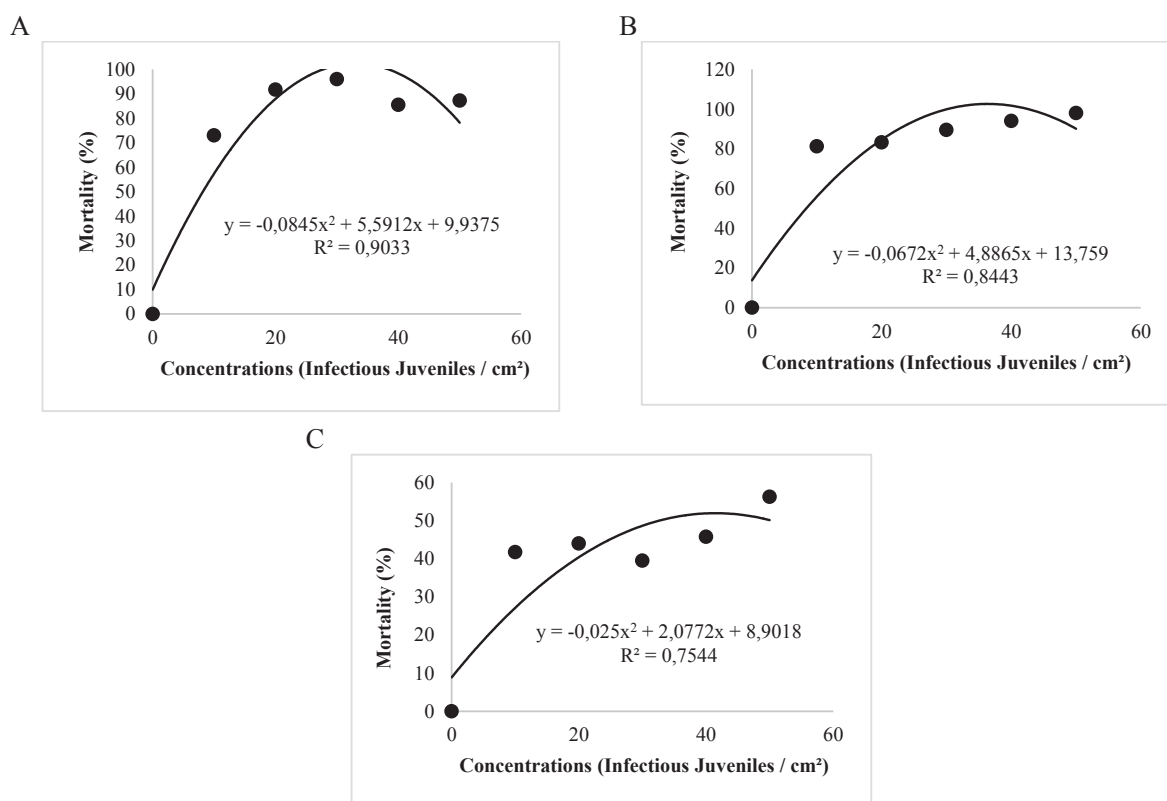 A
Mortality (%)
100
90
80
70
60
50
40
30
20
10
0
y = -0,0845x² + 5,5912x + 9,9375
R² = 0,9033
0 20 40 60
Concentrations (Infectious Juveniles / cm²)
B
Mortality (%)
120
100
80
60
40
20
0
y = -0,0672x² + 4,8865x + 13,759
R² = 0,8443
0 20 40 60
Concentrations (Infectious Juveniles / cm²)
C
Mortality (%)
60
50
40
30
20
10
0
y = -0,025x² + 2,0772x + 8,9018
R² = 0,7544
0 20 40 60
Concentrations (Infectious Juveniles / cm²)